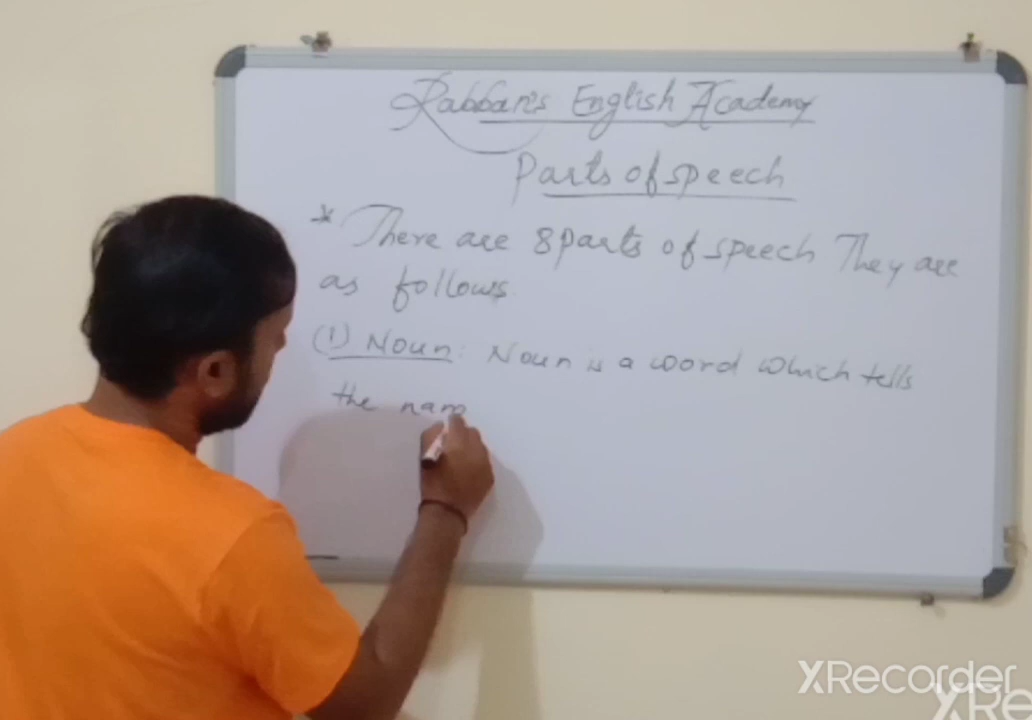 Rabbani's English Academy
Parts of speech
* There are 8 parts of speech They are
as follows.
(1) Noun: Noun is a word which tells
the nam
XRecorder
XRe